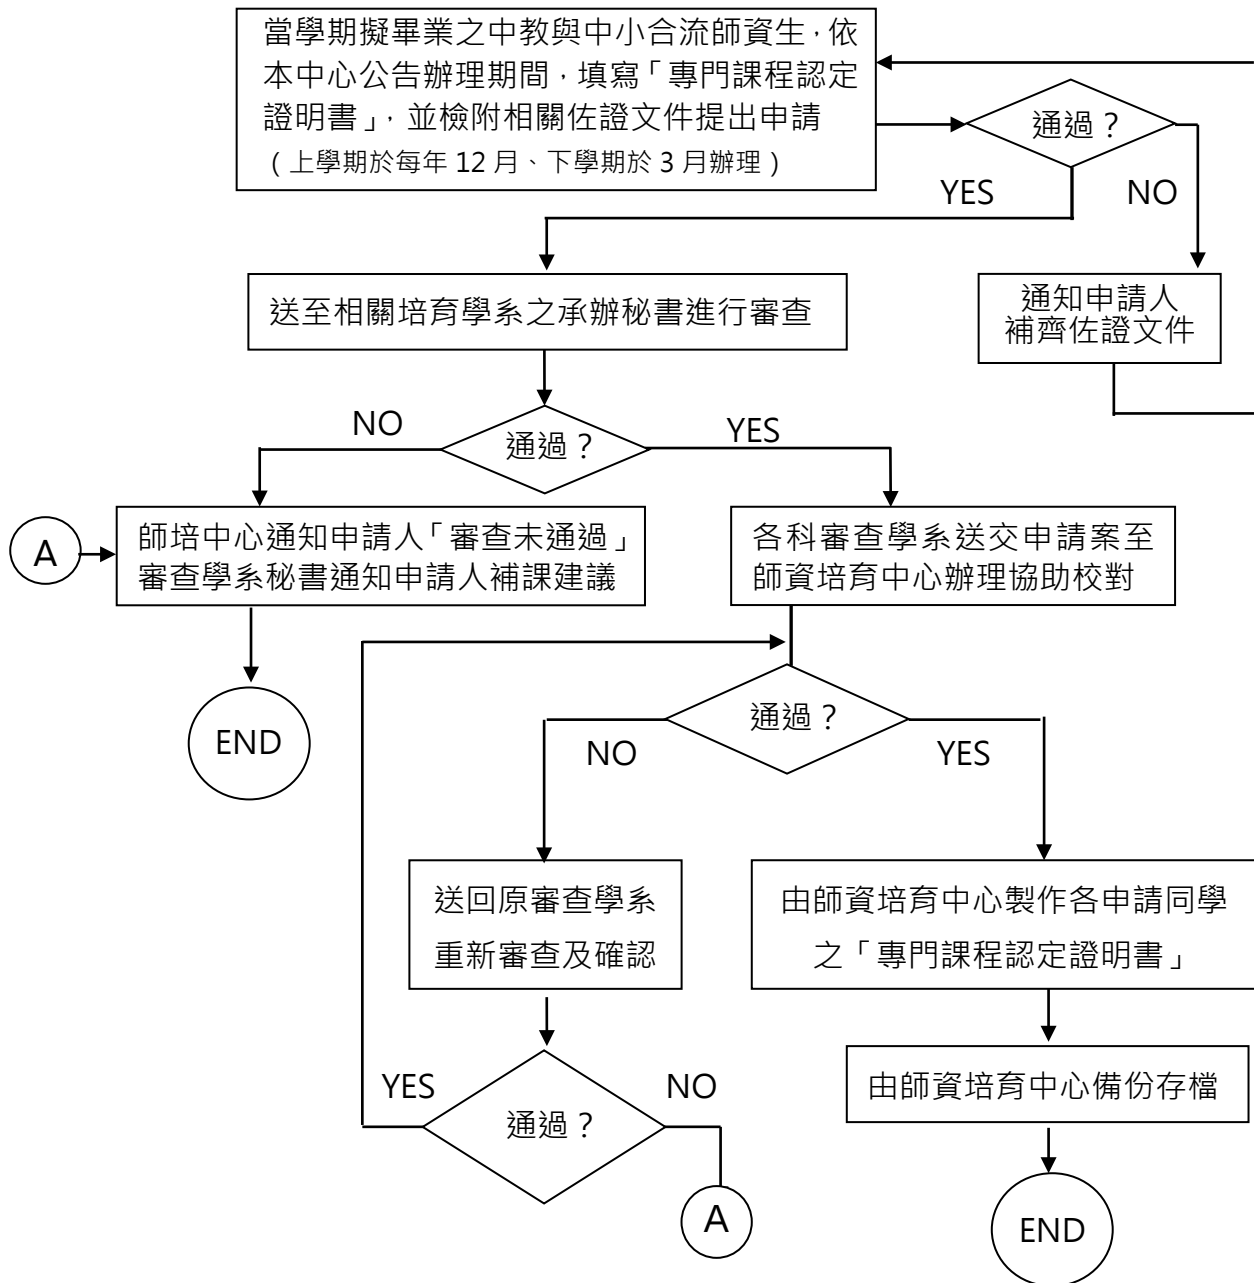 當學期擬畢業之中教與中小合流師資生，依
本中心公告辦理期間，填寫「專門課程認定
證明書」，並檢附相關佐證文件提出申請
（上學期於每年 12 月、下學期於 3 月辦理）
通過？
YES
NO
送至相關培育學系之承辦秘書進行審查
通知申請人
補齊佐證文件
NO
通過？
YES
A
師培中心通知申請人「審查未通過」
審查學系秘書通知申請人補課建議
各科審查學系送交申請案至
師資培育中心辦理協助校對
END
通過？
NO
YES
送回原審查學系
重新審查及確認
由師資培育中心製作各申請同學
之「專門課程認定證明書」
YES
通過？
NO
由師資培育中心備份存檔
A
END